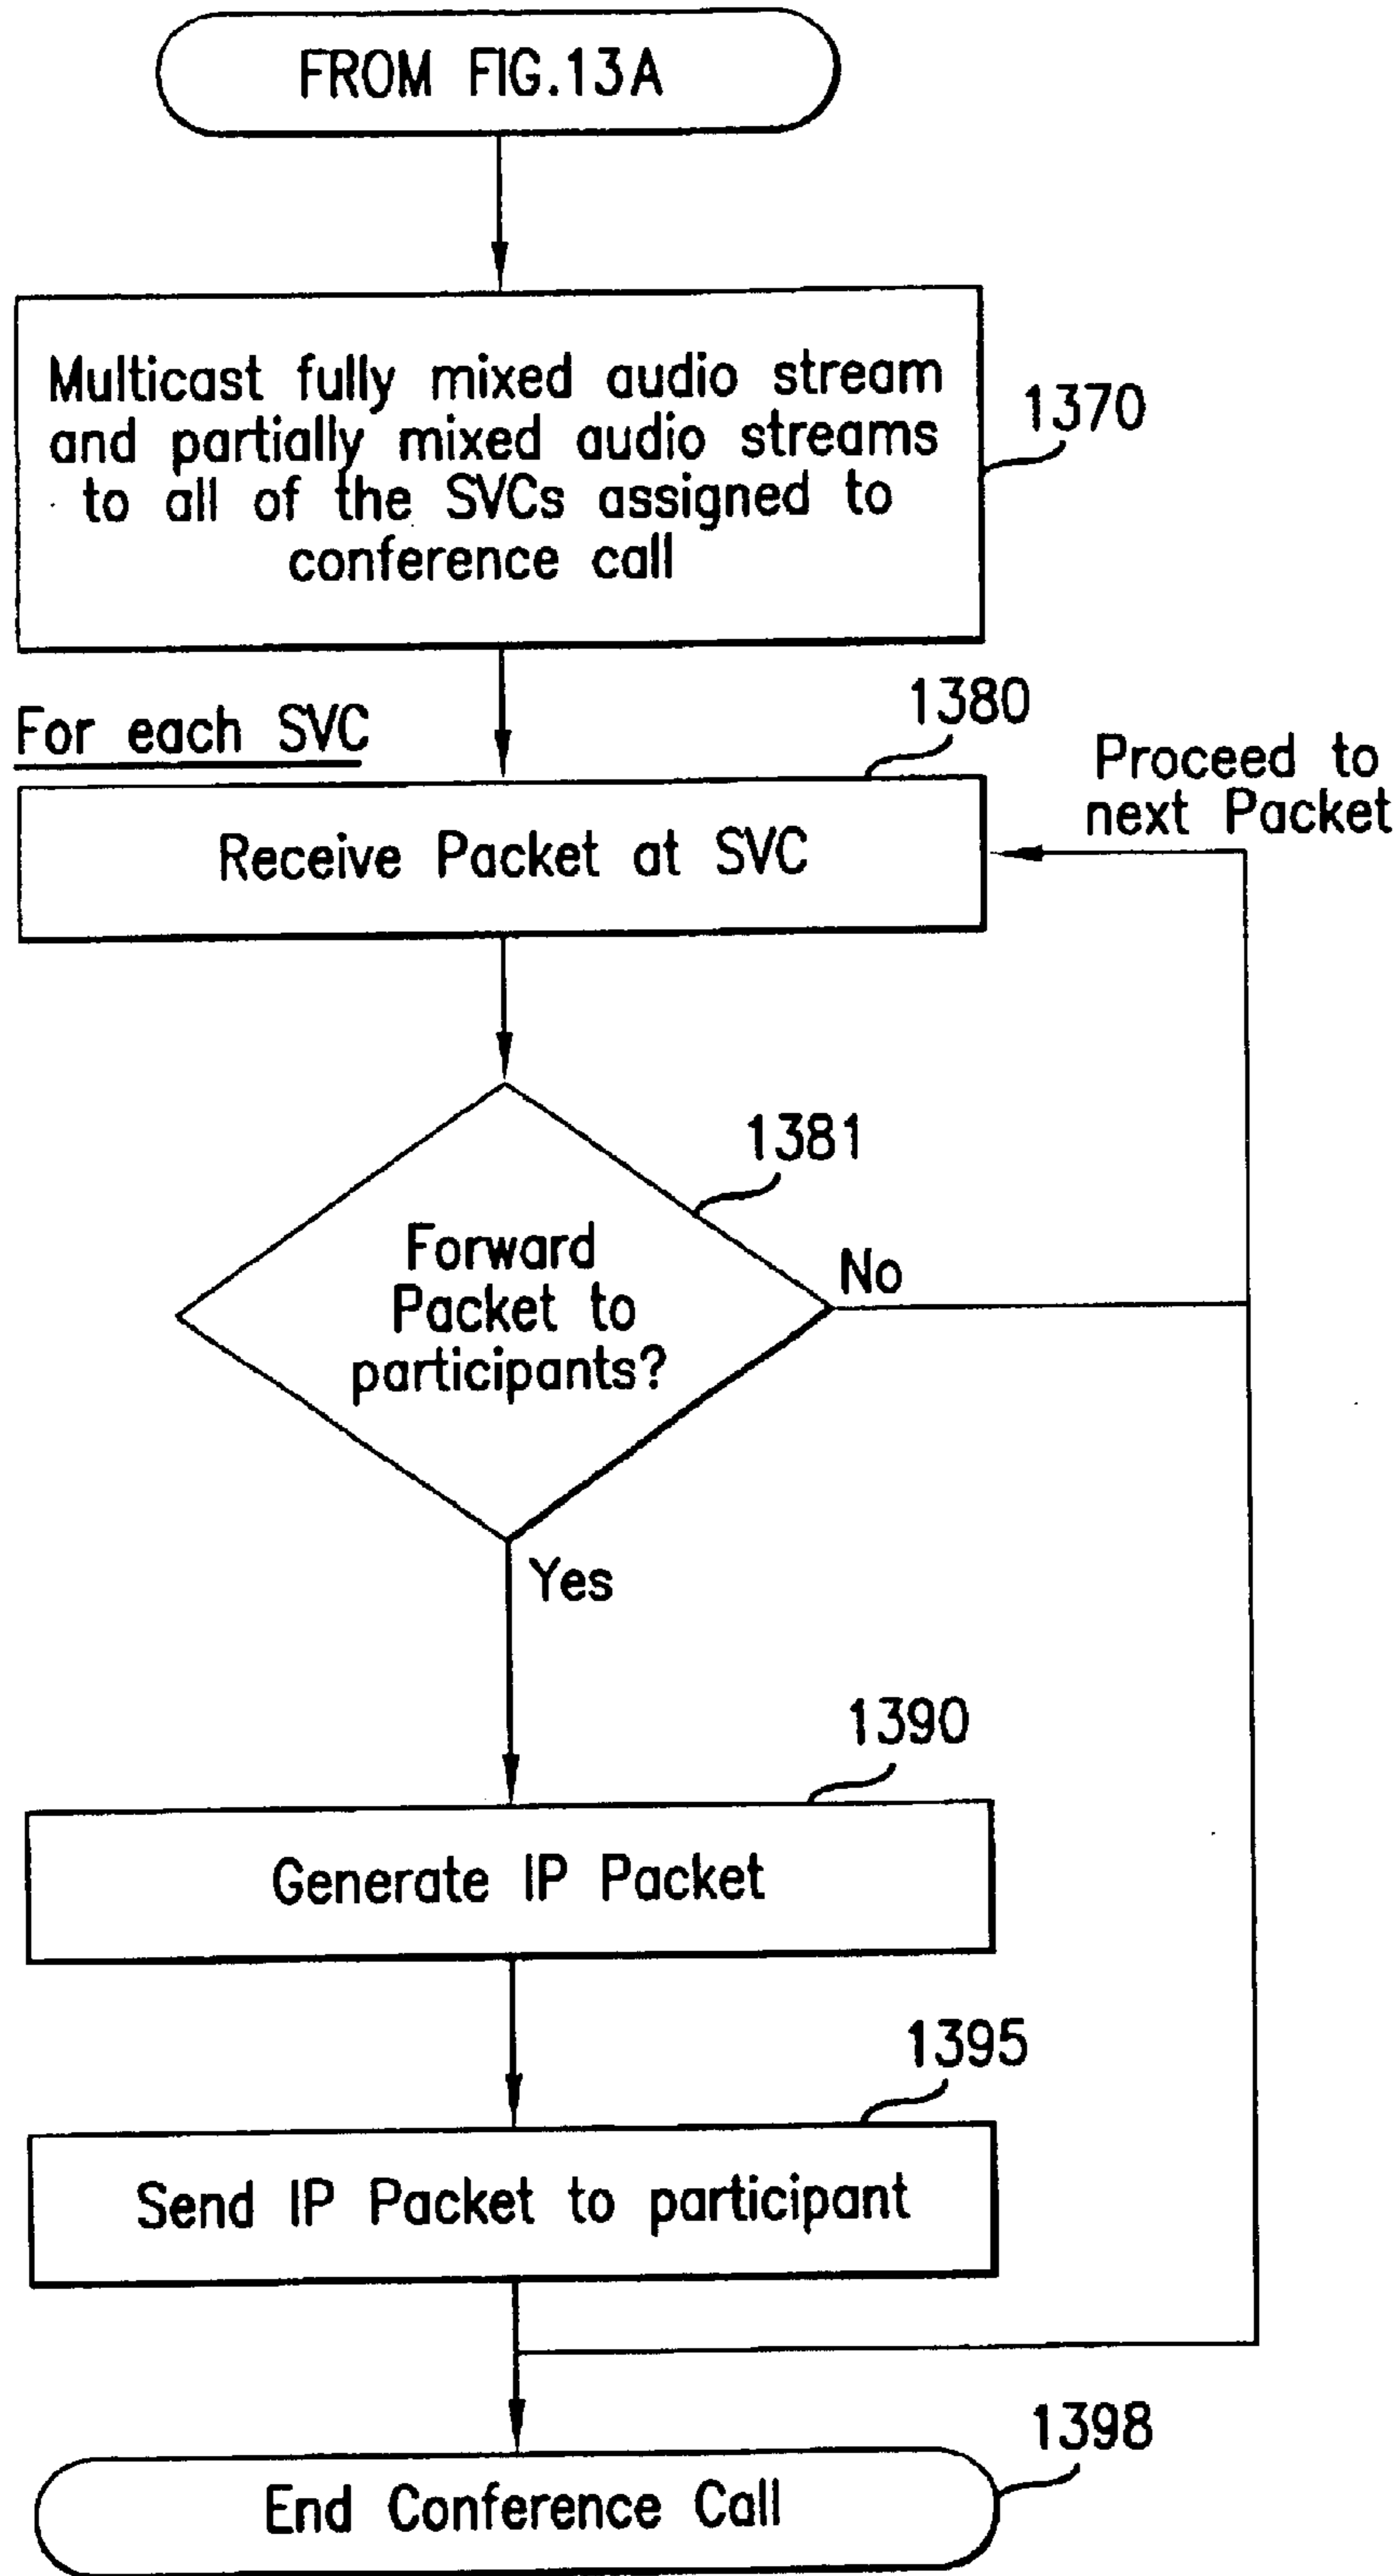 FROM FIG.13A
Multicast fully mixed audio stream
and partially mixed audio streams
to all of the SVCs assigned to
conference call
1370
For each SVC
1380
Proceed to
next Packet
Receive Packet at SVC
1381
Forward
Packet to
participants?
No
Yes
1390
Generate IP Packet
1395
Send IP Packet to participant
1398
End Conference Call